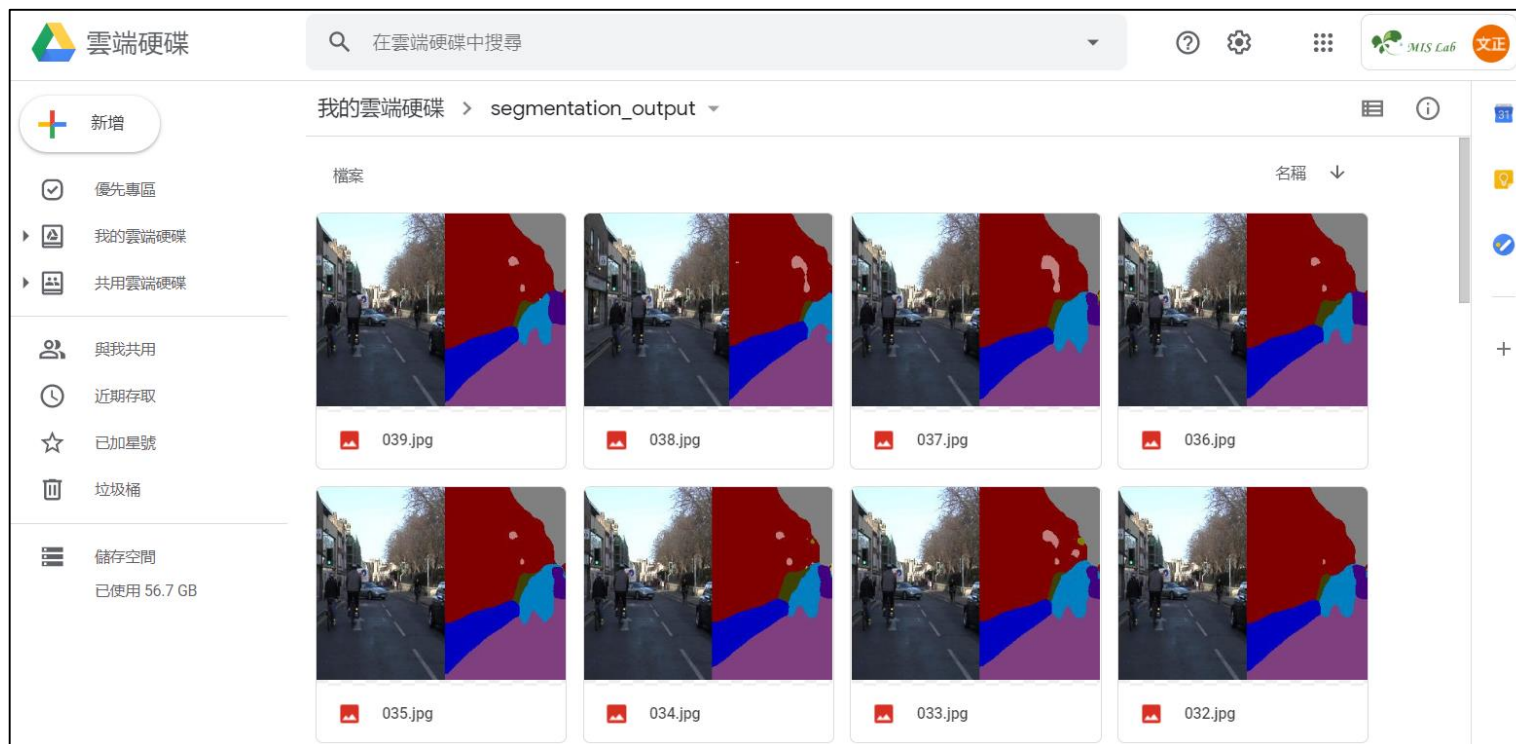 雲端硬碟
在雲端硬碟中搜尋
MIS Lab
文正
新增
我的雲端硬碟 > segmentation_output
31
優先專區
我的雲端硬碟
共用雲端硬碟
與我共用
近期存取
已加星號
垃圾桶
儲存空間
已使用 56.7 GB
檔案
名稱
039.jpg
038.jpg
037.jpg
036.jpg
035.jpg
034.jpg
033.jpg
032.jpg